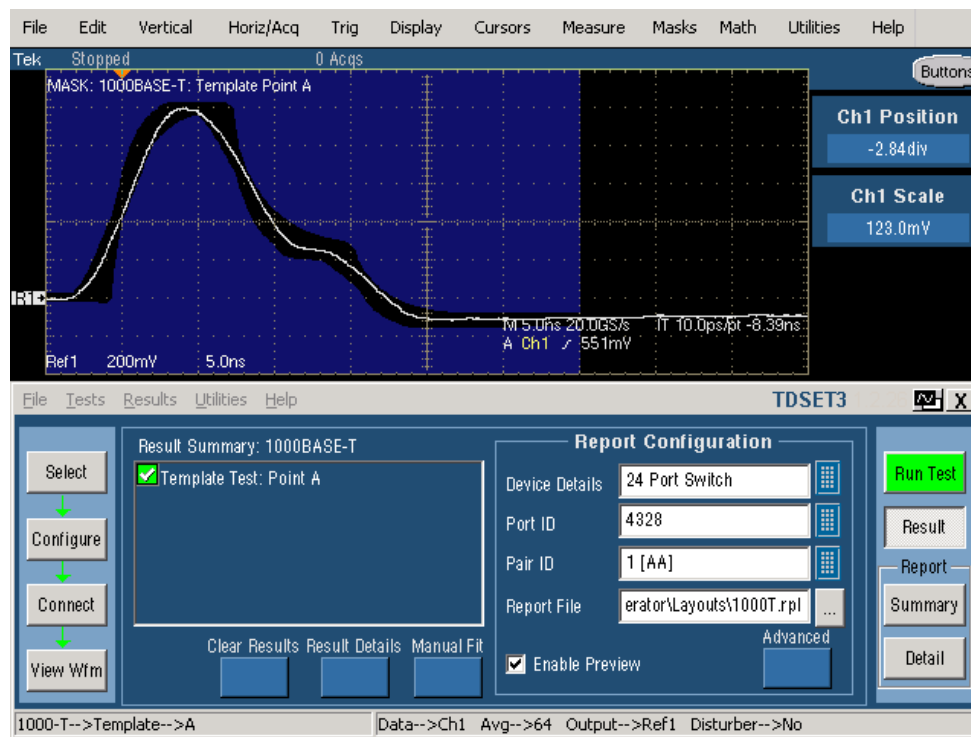 File Edit Vertical Horiz/Acq Trig Display Cursors Measure Masks Math Utilities Help
Tek Stopped 0 Acqs
Buttons
MASK: 1000BASE-T: Template Point A
Ch1 Position
-2.84div
Ch1 Scale
123.0mV
R1
M 5.0ns 20.0GS/s IT 10.0ps/pt -8.39ns
A Ch1 / 551mV
Ref1 200mV 5.0ns
File Tests Results Utilities Help TDSET3 X
Select
Configure
Connect
View Wfm
Result Summary: 1000BASE-T
Template Test: Point A
Clear Results Result Details Manual Fit
Report Configuration
Device Details 24 Port Switch
Port ID 4328
Pair ID 1 [AA]
Report File erator\Layouts\1000T.rpl ...
Enable Preview Advanced
Run Test
Result
Report
Summary
Detail
1000-T-->Template-->A Data-->Ch1 Avg-->64 Output-->Ref1 Disturber-->No